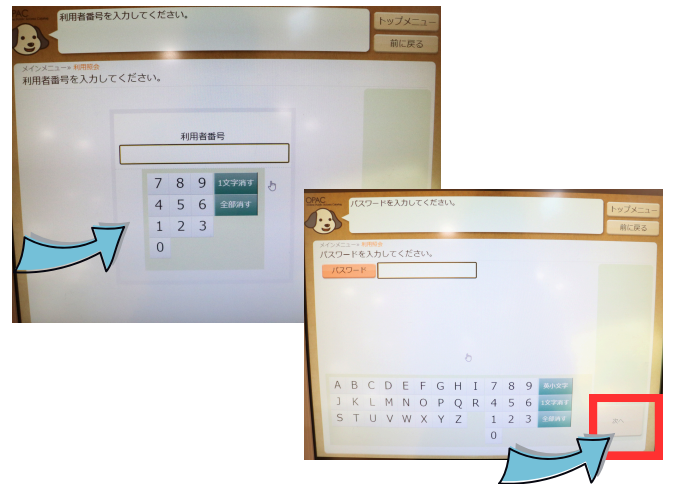 OPAC
利用者番号を入力してください。
トップメニュー
前に戻る
メインメニュー> 利用照会
利用者番号を入力してください。
利用者番号
7 8 9 1文字消す
4 5 6 全部消す
1 2 3
0
OPAC
パスワードを入力してください。
トップメニュー
前に戻る
メインメニュー> 利用照会
パスワードを入力してください。
パスワード
A B C D E F G H I 7 8 9 英小文字
J K L M N O P Q R 4 5 6 1文字消す
S T U V W X Y Z 1 2 3 全部消す
0
次へ